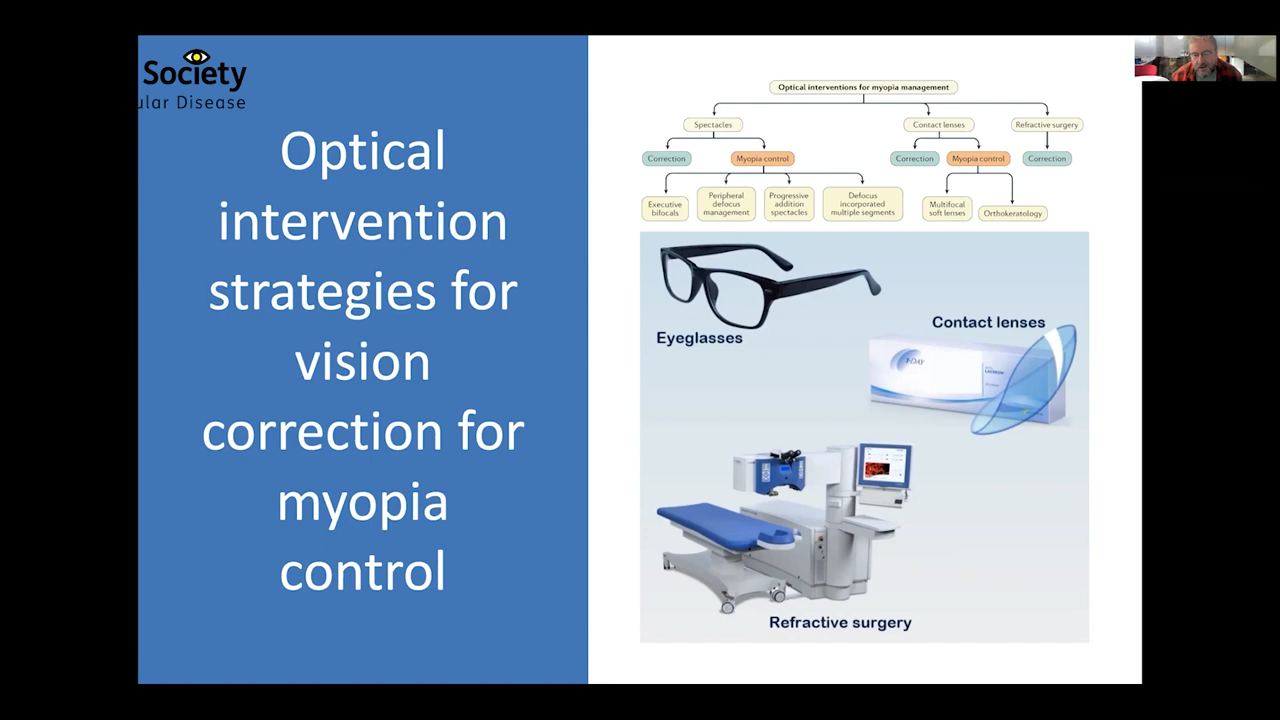 Society
ular Disease
Optical
intervention
strategies for
vision
correction for
myopia
control
Optical interventions for myopia management
Spectacles
Contact lenses
Refractive surgery
Correction
Myopia control
Correction
Myopia control
Correction
Executive
bifocals
Peripheral
defocus
management
Progressive
addition
spectacles
Defocus
incorporated
multiple segments
Multifocal
soft lenses
Orthokeratology
Eyeglasses
Contact lenses
1·DAY
Refractive surgery